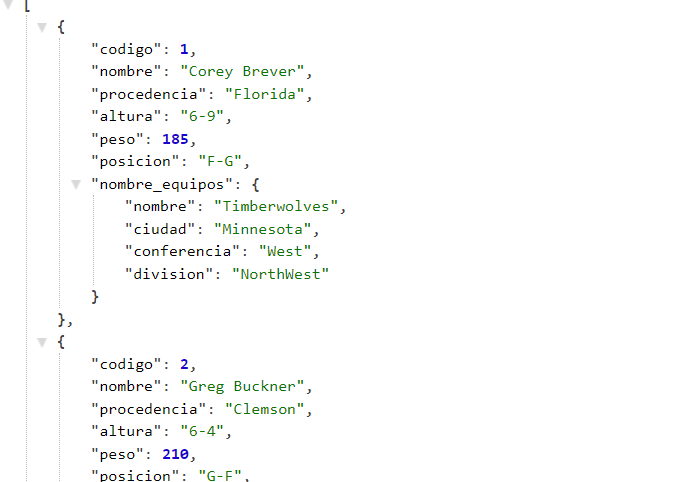 [
{
"codigo": 1,
"nombre": "Corey Brever",
"procedencia": "Florida",
"altura": "6-9",
"peso": 185,
"posicion": "F-G",
"nombre_equipos": {
"nombre": "Timberwolves",
"ciudad": "Minnesota",
"conferencia": "West",
"division": "NorthWest"
}
},
{
"codigo": 2,
"nombre": "Greg Buckner",
"procedencia": "Clemson",
"altura": "6-4",
"peso": 210,
"posicion": "G-F",